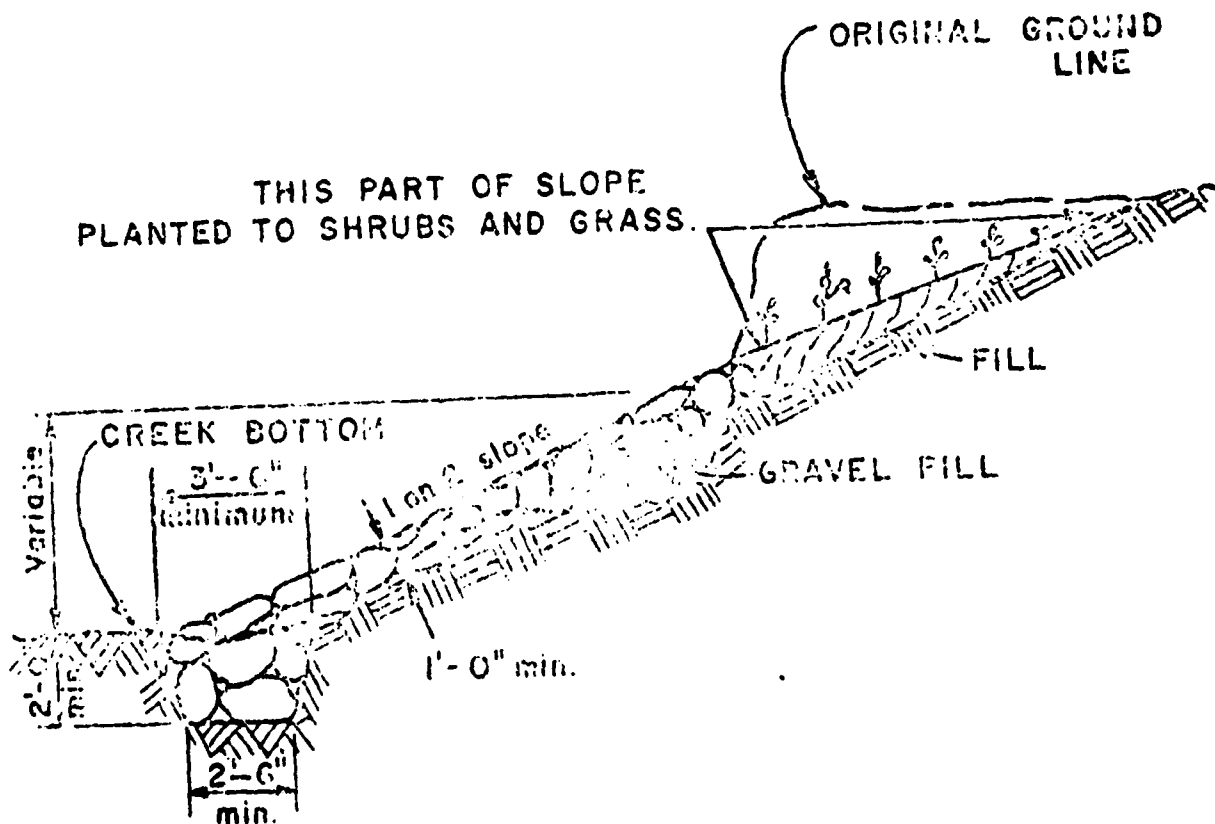 ORIGINAL GROUND
LINE
THIS PART OF SLOPE
PLANTED TO SHRUBS AND GRASS.
FILL
CREEK BOTTOM
3'-6"
minimum
Variable
1 on 2 slope
GRAVEL FILL
1'-0" min.
2'-0"
min.
2'-6"
min.